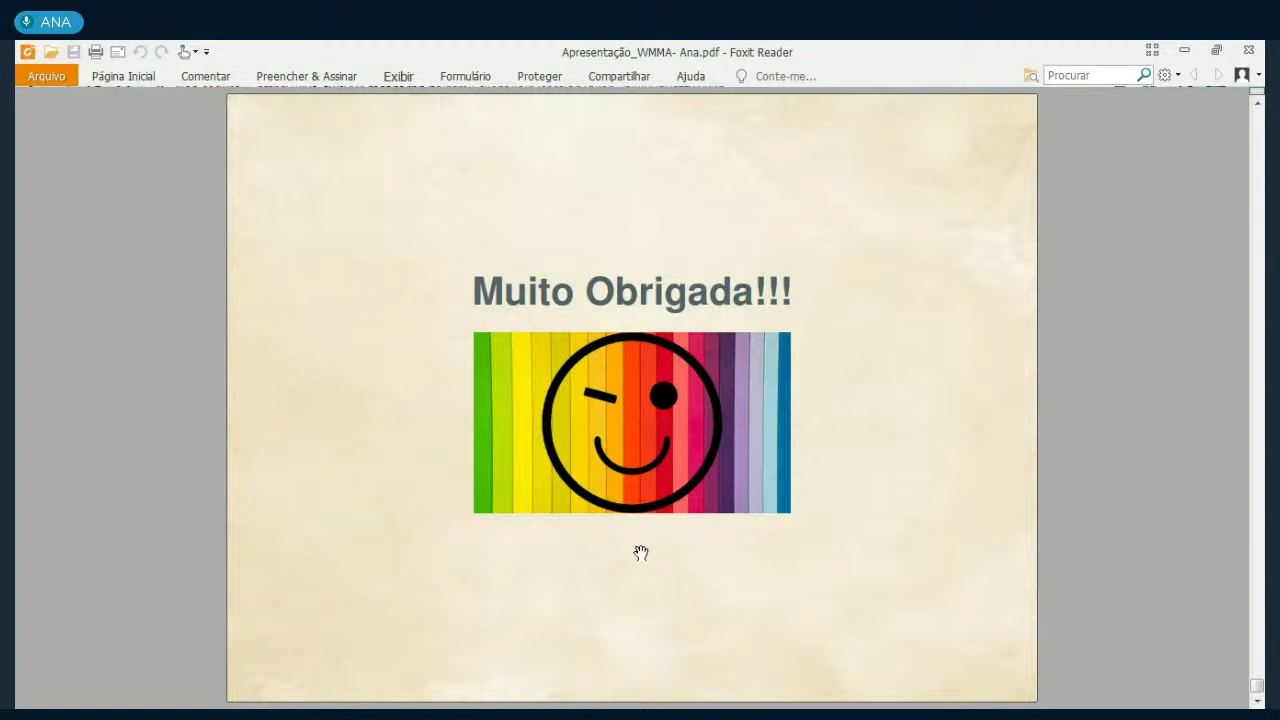 ANA
Apresentação_WMMA- Ana.pdf - Foxit Reader
Arquivo Página Inicial Comentar Preencher & Assinar Exibir Formulário Proteger Compartilhar Ajuda Conte-me... Procurar
Muito Obrigada!!!